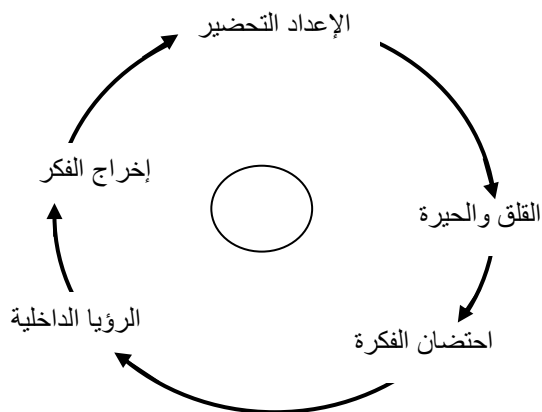 الإعداد التحضير
القلق والحيرة
احتضان الفكرة
الرؤيا الداخلية
إخراج الفكر